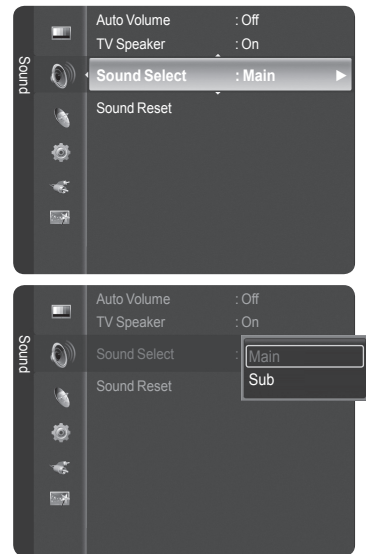 Sound
Auto Volume : Off
TV Speaker : On
Sound Select : Main
Sound Reset
Sound
Auto Volume : Off
TV Speaker : On
Sound Select :
Main
Sub
Sound Reset